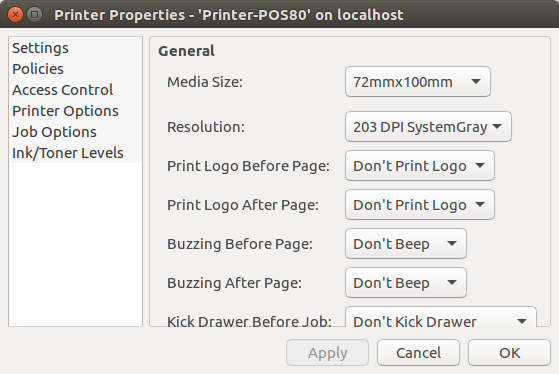 Printer Properties - 'Printer-POS80' on localhost
Settings
Policies
Access Control
Printer Options
Job Options
Ink/Toner Levels
General
Media Size: 72mmx100mm
Resolution: 203 DPI SystemGray
Print Logo Before Page: Don't Print Logo
Print Logo After Page: Don't Print Logo
Buzzing Before Page: Don't Beep
Buzzing After Page: Don't Beep
Kick Drawer Before Job: Don't Kick Drawer
Apply Cancel OK